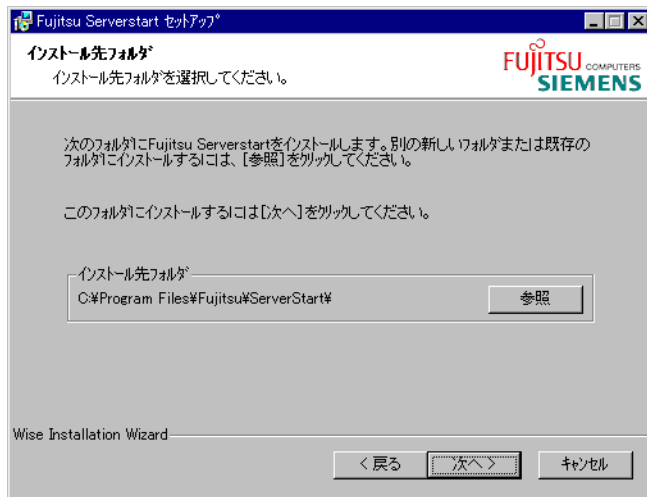 Fujitsu Serverstart ｾｯﾄｱｯﾌﾟ
ｲﾝｽﾄｰﾙ先ﾌｫﾙﾀﾞ
ｲﾝｽﾄｰﾙ先ﾌｫﾙﾀﾞを選択してください。
FUJITSU COMPUTERS
SIEMENS
次のﾌｫﾙﾀﾞにFujitsu Serverstartをｲﾝｽﾄｰﾙします。別の新しいﾌｫﾙﾀﾞまたは既存の
ﾌｫﾙﾀﾞにｲﾝｽﾄｰﾙするには、[参照]をｸﾘｯｸしてください。
このﾌｫﾙﾀﾞにｲﾝｽﾄｰﾙするには[次へ]をｸﾘｯｸしてください。
ｲﾝｽﾄｰﾙ先ﾌｫﾙﾀﾞ
C:¥Program Files¥Fujitsu¥ServerStart¥
参照
Wise Installation Wizard
< 戻る
次へ >
ｷｬﾝｾﾙ